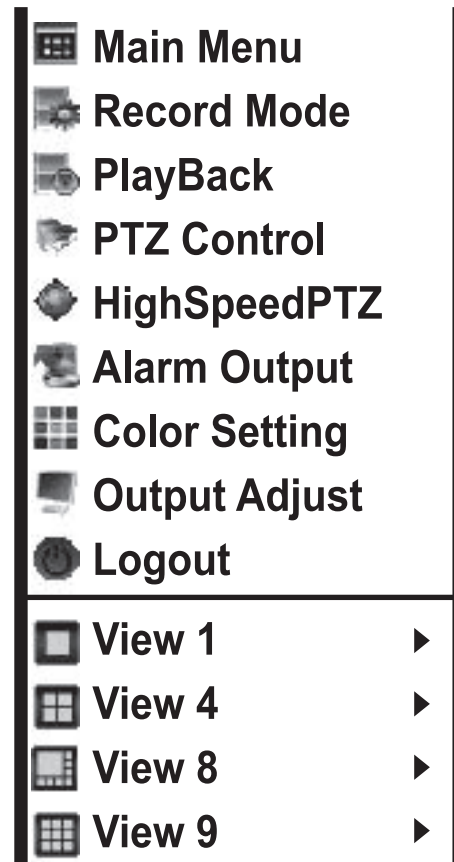 Main Menu
Record Mode
PlayBack
PTZ Control
HighSpeedPTZ
Alarm Output
Color Setting
Output Adjust
Logout
View 1
View 4
View 8
View 9